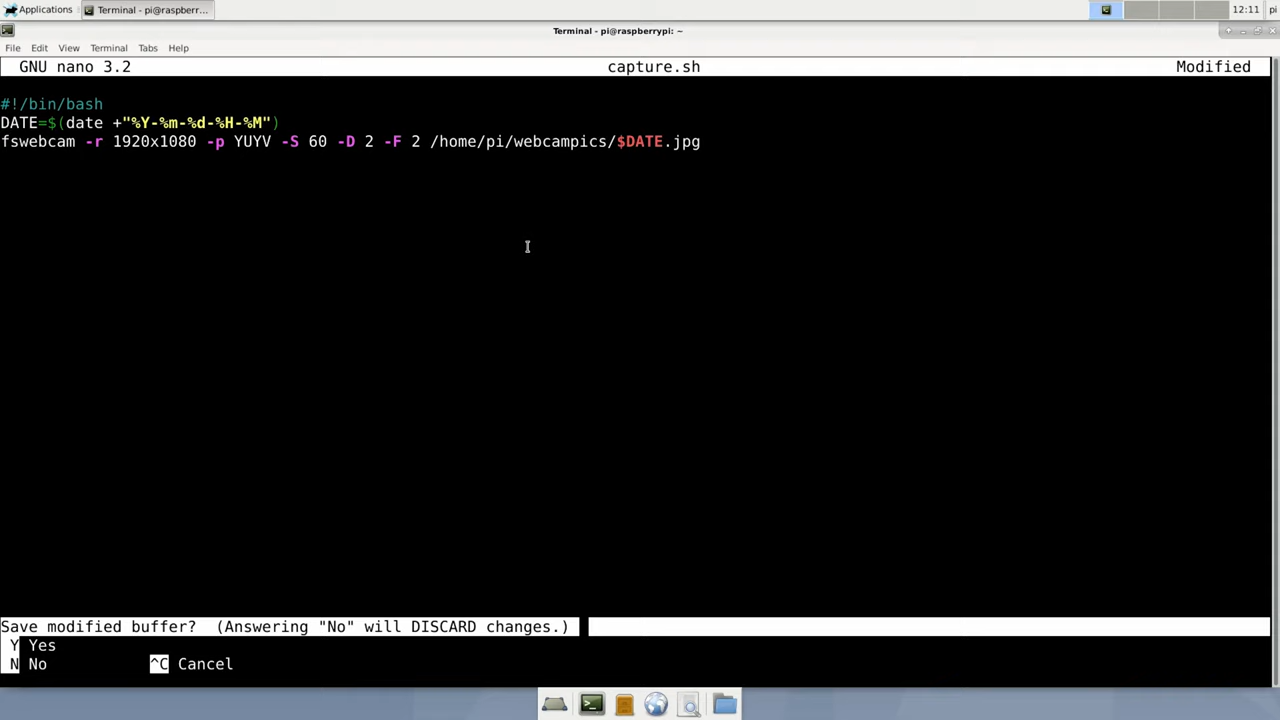 Applications
Terminal - pi@raspberr...
12:11
pi
Terminal - pi@raspberrypi: ~
File Edit View Terminal Tabs Help
GNU nano 3.2 capture.sh Modified
#!/bin/bash
DATE=$(date +"%Y-%m-%d-%H-%M")
fswebcam -r 1920x1080 -p YUYV -S 60 -D 2 -F 2 /home/pi/webcampics/$DATE.jpg
Save modified buffer?  (Answering "No" will DISCARD changes.)
Y Yes
N No ^C Cancel